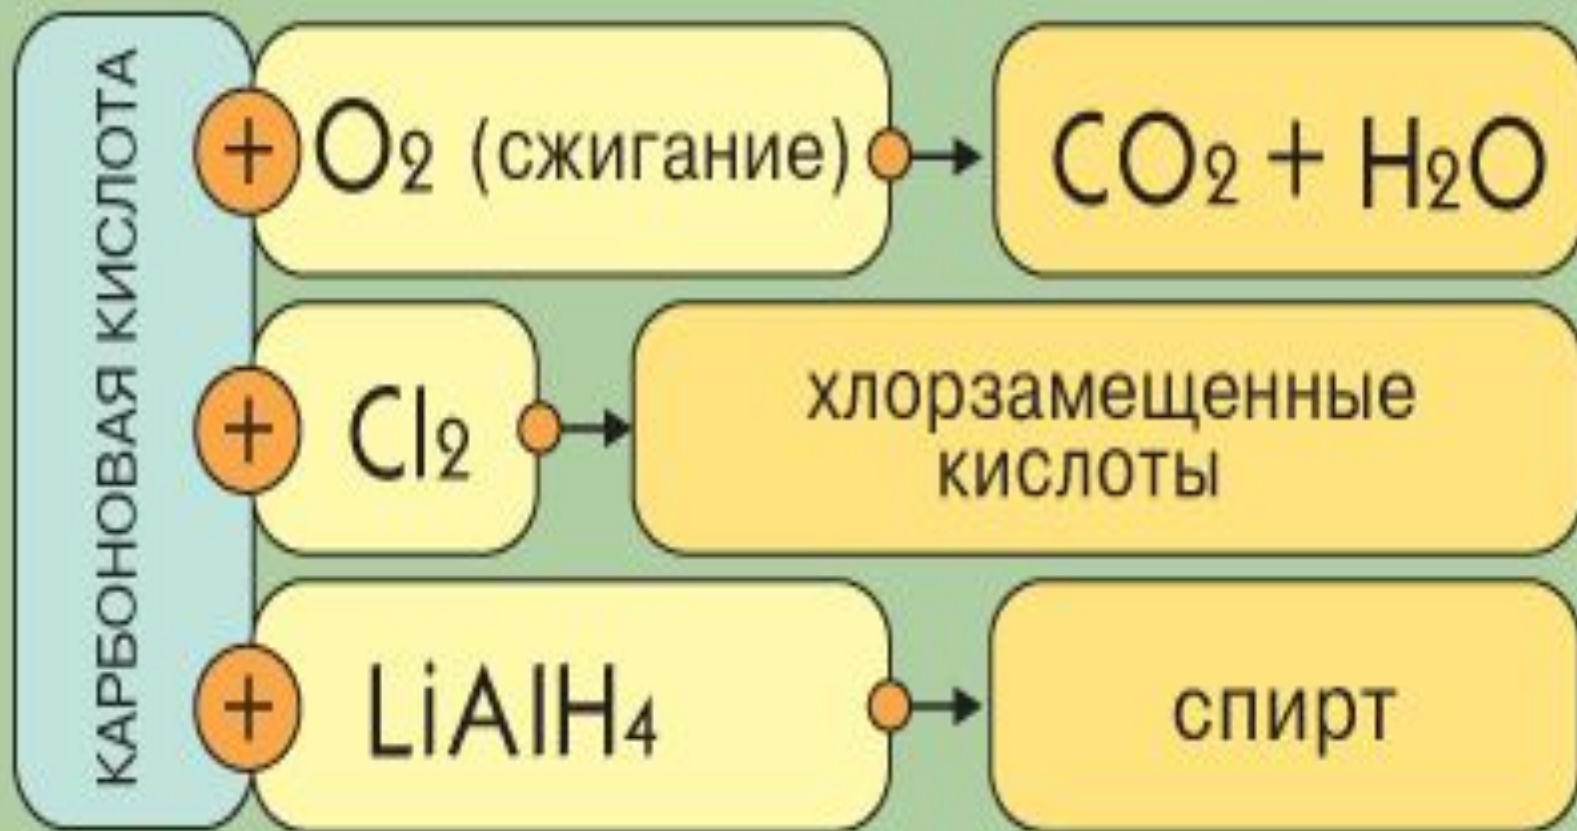 КАРБОНОВАЯ КИСЛОТА
+ O2 (сжигание) → CO2 + H2O
+ Cl2 → хлорзамещенные
кислоты
+ LiAlH4 → спирт